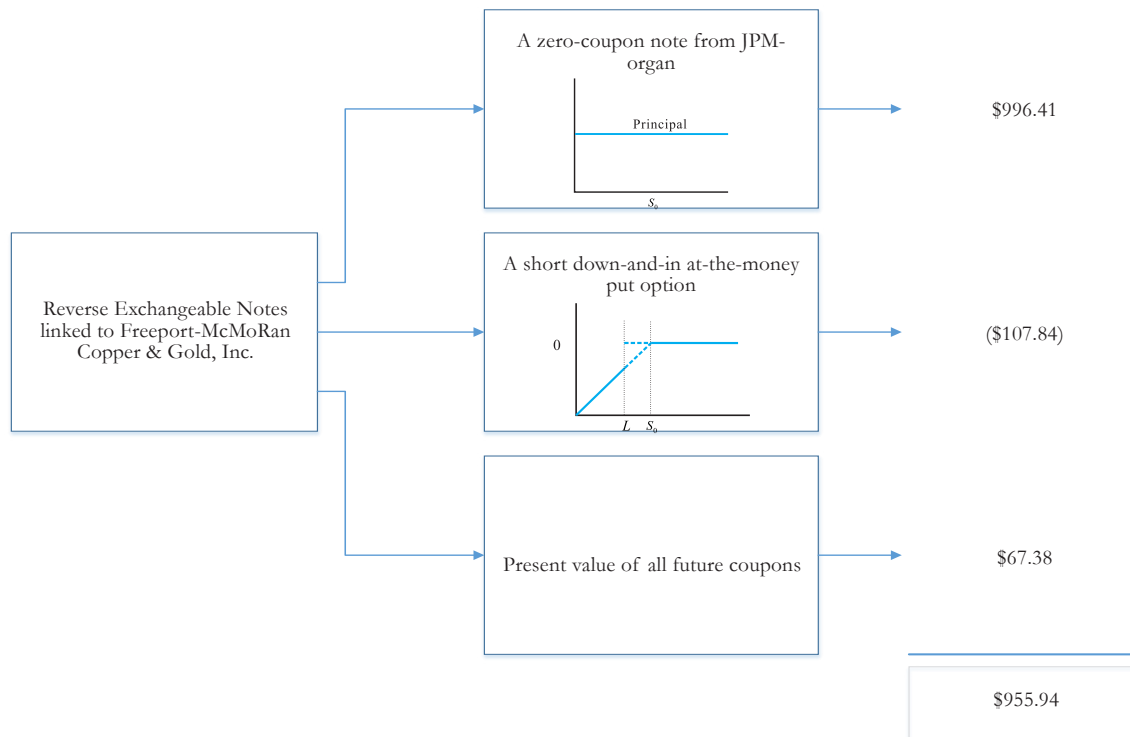 A zero-coupon note from JPM-
organ
Principal
S₀
$996.41
Reverse Exchangeable Notes
linked to Freeport-McMoRan
Copper & Gold, Inc.
A short down-and-in at-the-money
put option
0
L S₀
($107.84)
Present value of all future coupons
$67.38
$955.94